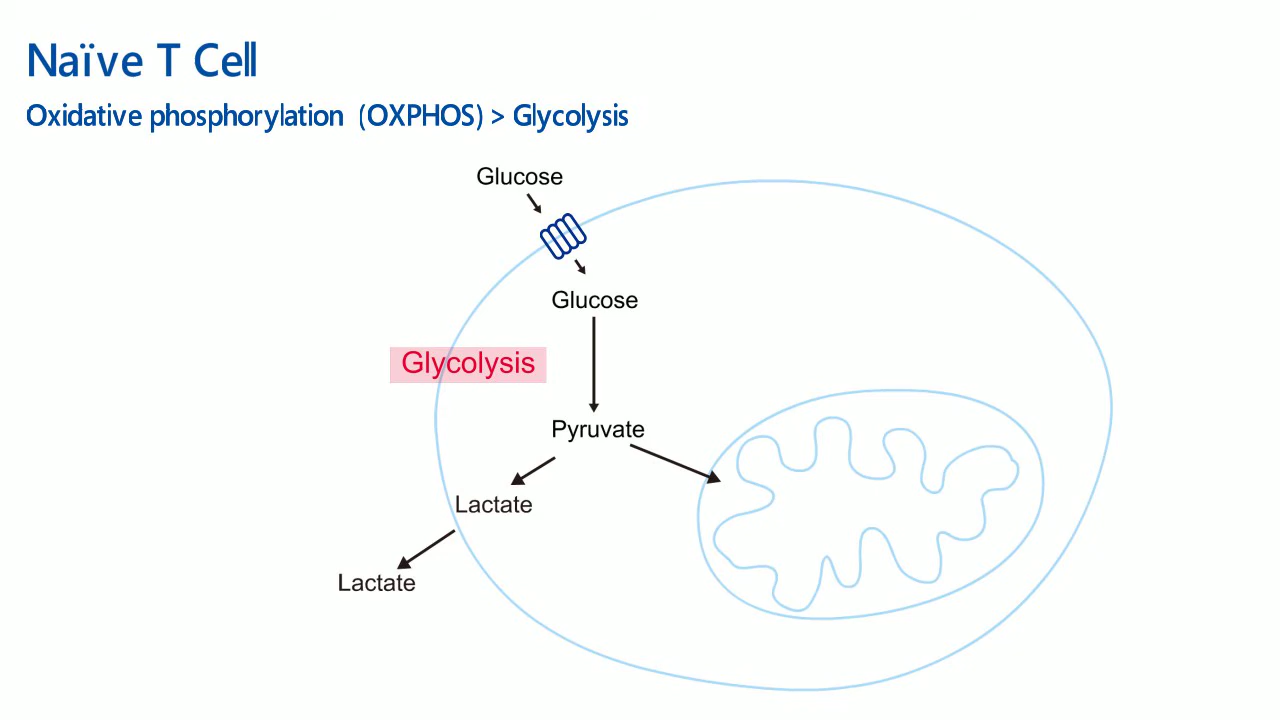 Naïve T Cell
Oxidative phosphorylation (OXPHOS) > Glycolysis
Glucose
Glucose
Glycolysis
Pyruvate
Lactate
Lactate